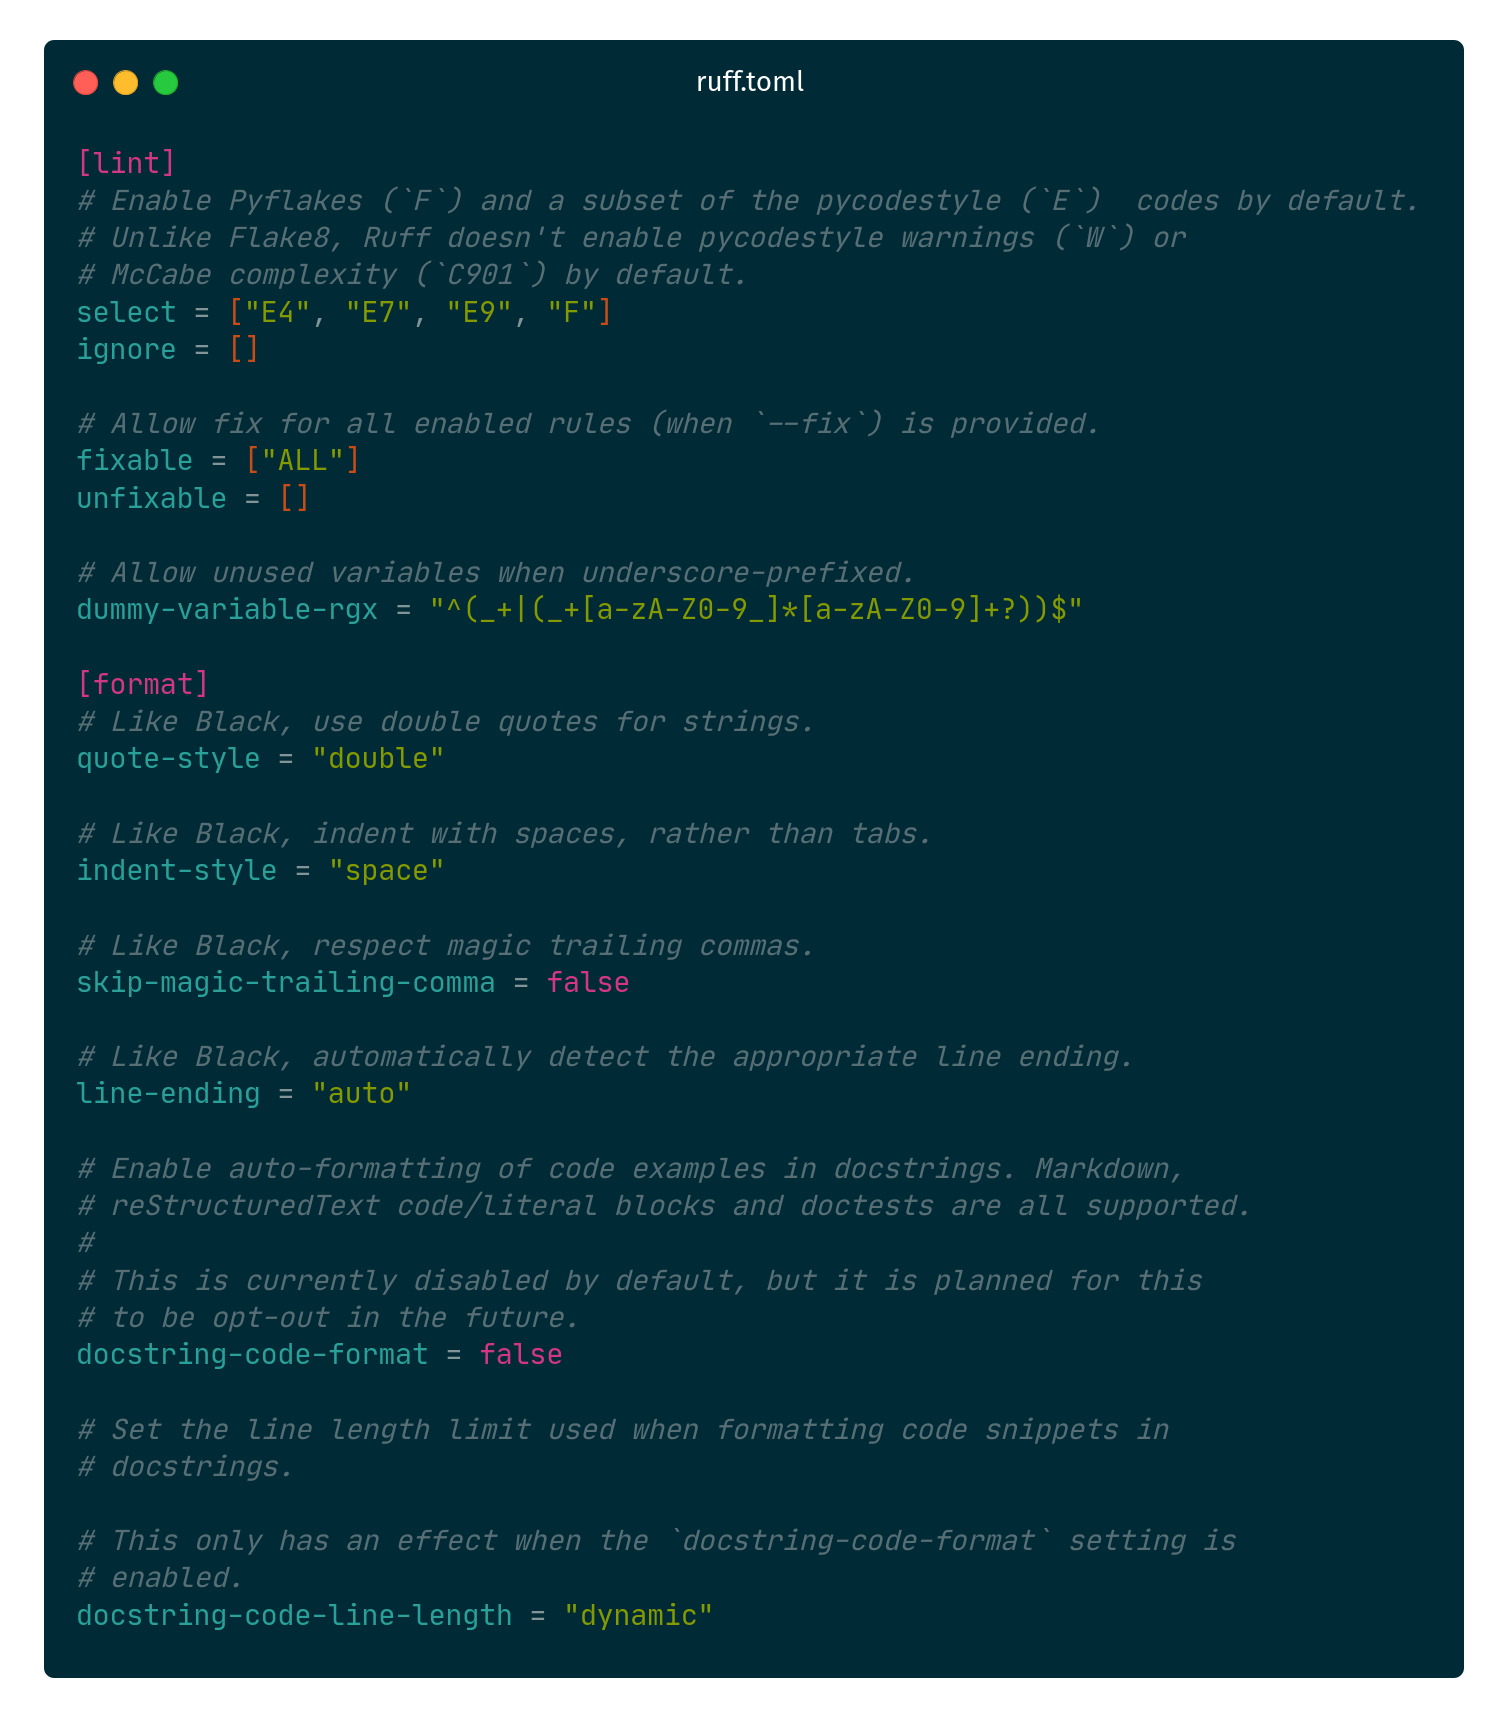 ruff.toml
[lint]
# Enable Pyflakes (`F`) and a subset of the pycodestyle (`E`)  codes by default.
# Unlike Flake8, Ruff doesn't enable pycodestyle warnings (`W`) or
# McCabe complexity (`C901`) by default.
select = ["E4", "E7", "E9", "F"]
ignore = []

# Allow fix for all enabled rules (when `--fix`) is provided.
fixable = ["ALL"]
unfixable = []

# Allow unused variables when underscore-prefixed.
dummy-variable-rgx = "^(_+|(_+[a-zA-Z0-9_]*[a-zA-Z0-9]+?))$"

[format]
# Like Black, use double quotes for strings.
quote-style = "double"

# Like Black, indent with spaces, rather than tabs.
indent-style = "space"

# Like Black, respect magic trailing commas.
skip-magic-trailing-comma = false

# Like Black, automatically detect the appropriate line ending.
line-ending = "auto"

# Enable auto-formatting of code examples in docstrings. Markdown,
# reStructuredText code/literal blocks and doctests are all supported.
#
# This is currently disabled by default, but it is planned for this
# to be opt-out in the future.
docstring-code-format = false

# Set the line length limit used when formatting code snippets in
# docstrings.

# This only has an effect when the `docstring-code-format` setting is
# enabled.
docstring-code-line-length = "dynamic"